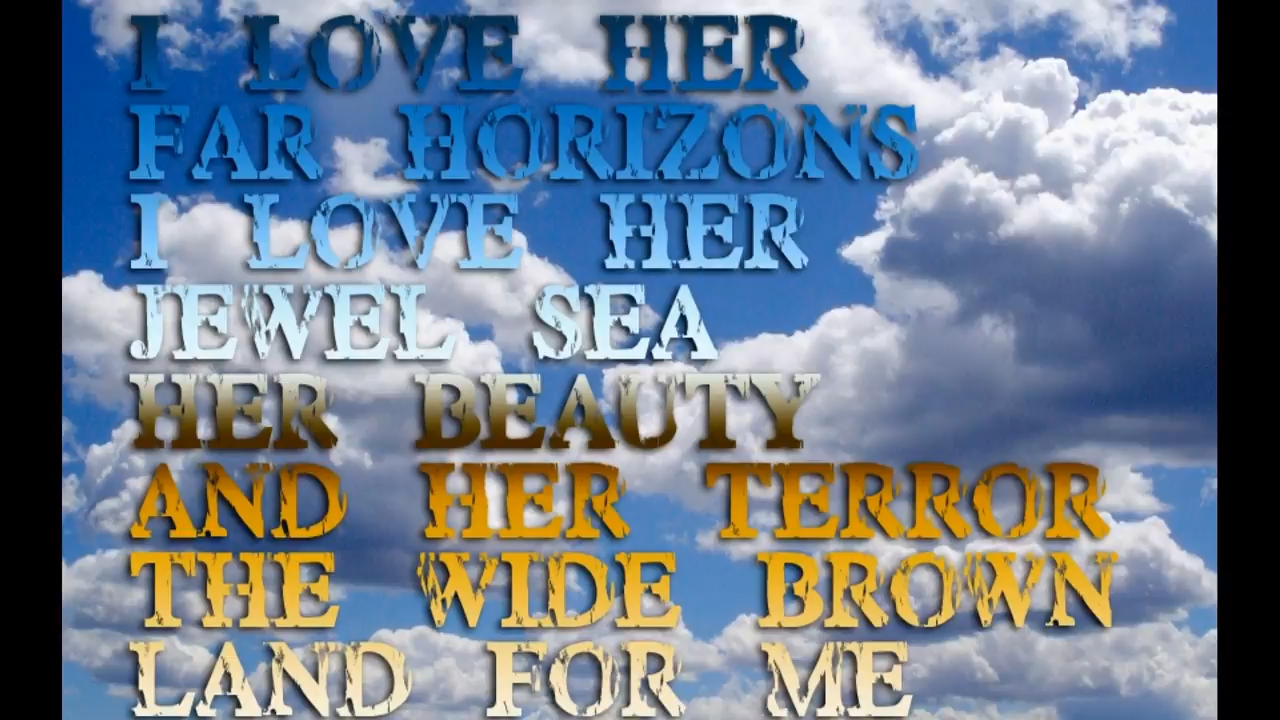 I LOVE HER
FAR HORIZONS
I LOVE HER
JEWEL SEA
HER BEAUTY
AND HER TERROR
THE WIDE BROWN
LAND FOR ME